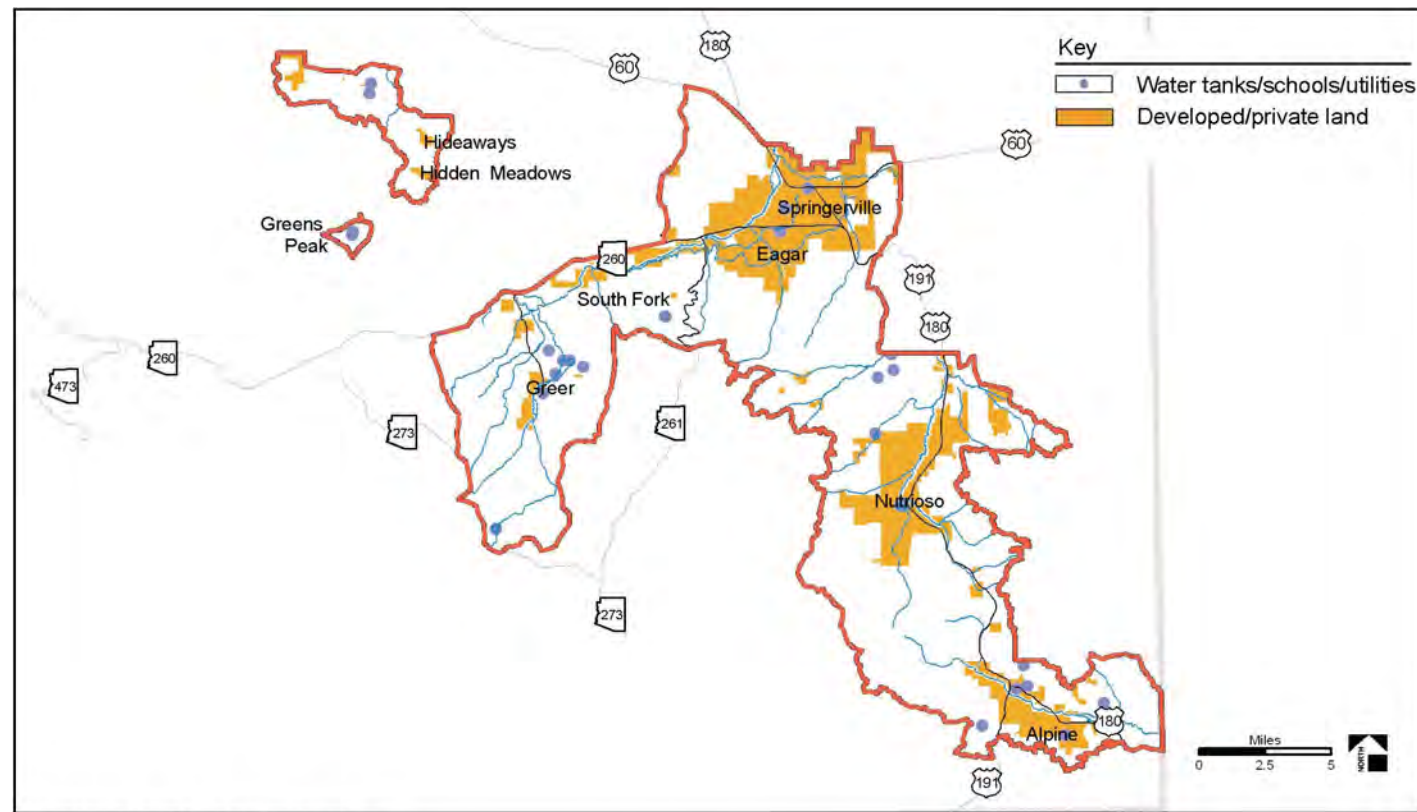 180
60
Key
Water tanks/schools/utilities
Developed/private land
60
Hideaways
Hidden Meadows
Greens
Peak
Springerville
260
Eagar
191
South Fork
180
260
473
Greer
273
261
Nutrioso
273
180
Alpine
Miles
0 2.5 5
NORTH
191